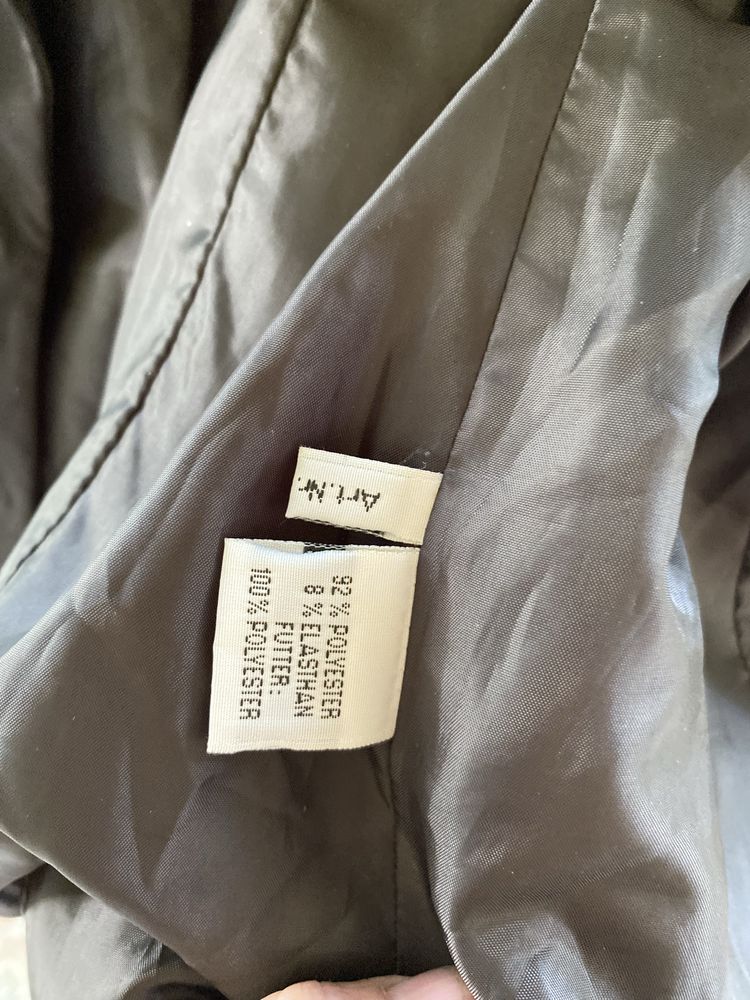 Art.Nr.
92 % POLYESTER
8 % ELASTHAN
FUTTER:
100 % POLYESTER